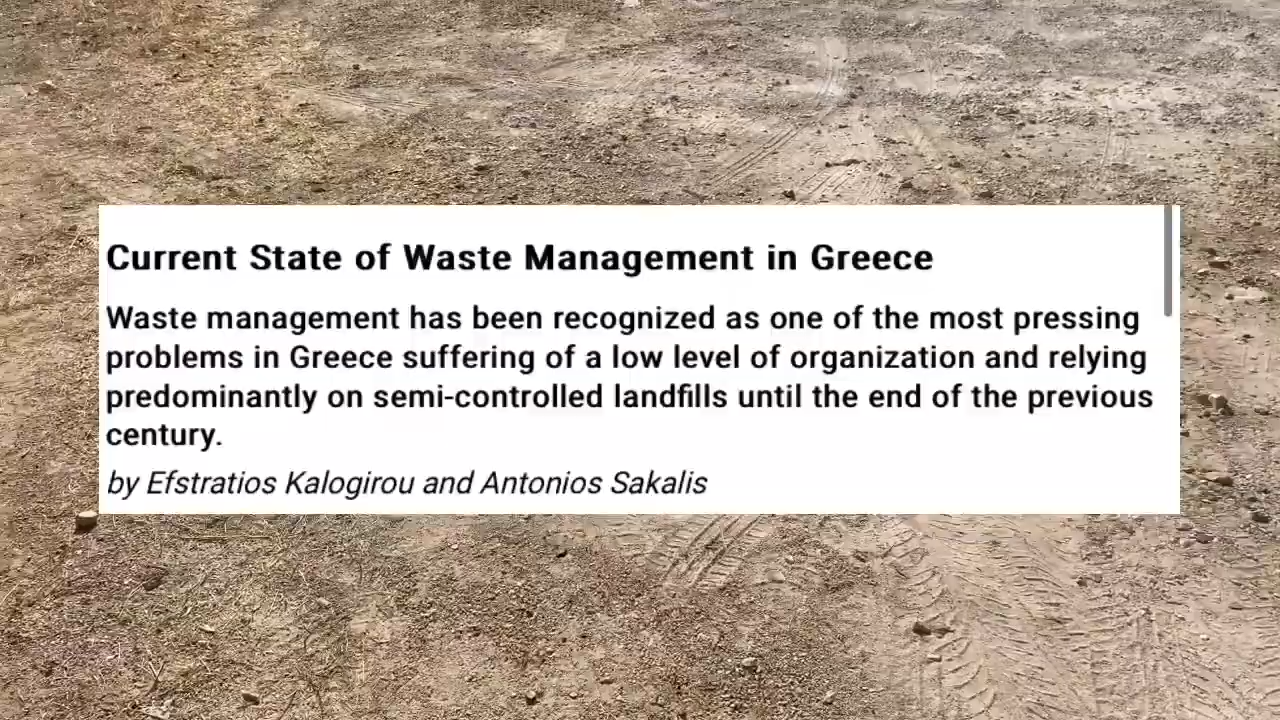 Current State of Waste Management in Greece
Waste management has been recognized as one of the most pressing
problems in Greece suffering of a low level of organization and relying
predominantly on semi-controlled landfills until the end of the previous
century.
by Efstratios Kalogirou and Antonios Sakalis